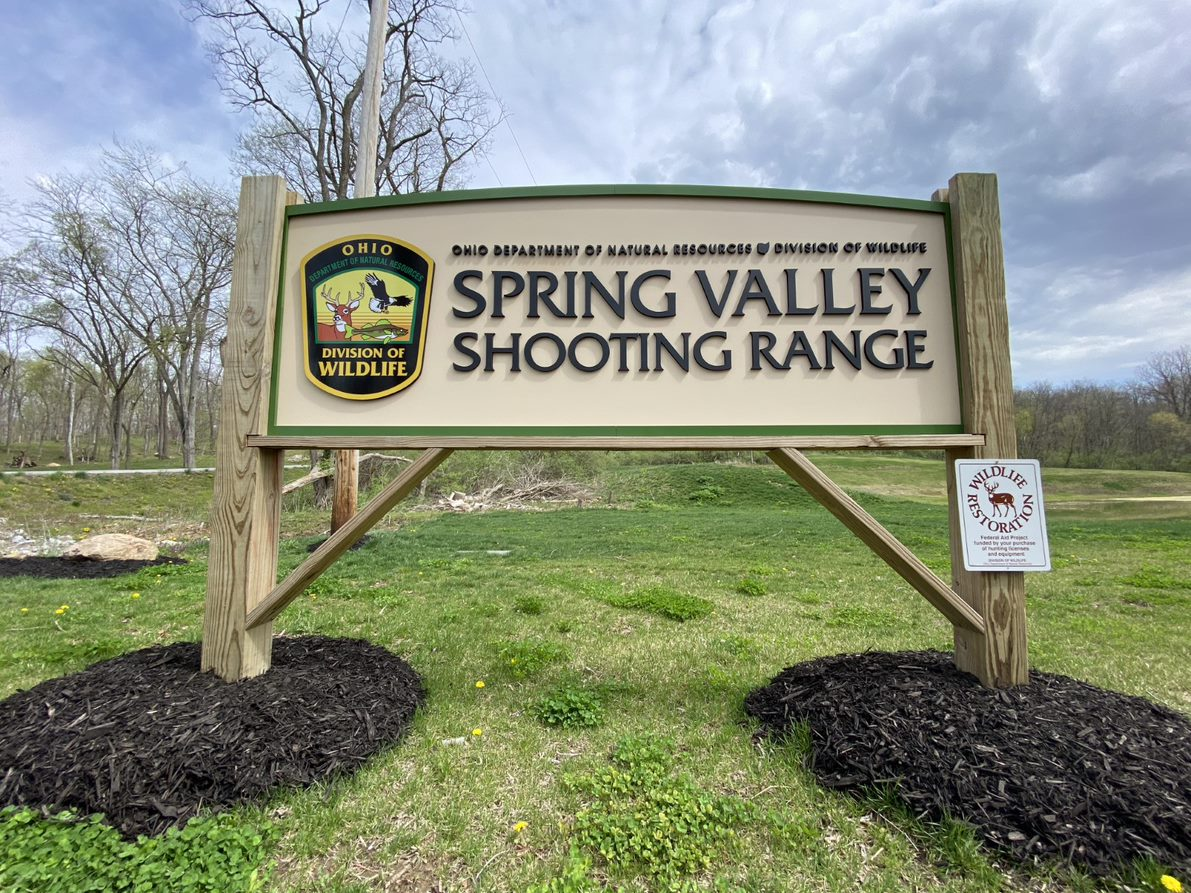 OHIO DEPARTMENT OF NATURAL RESOURCES DIVISION OF WILDLIFE
SPRING VALLEY
SHOOTING RANGE
OHIO
DEPARTMENT OF NATURAL RESOURCES
DIVISION OF
WILDLIFE
WILDLIFE
RESTORATION
Federal Aid Project
funded by your purchase
of hunting licenses
and equipment
DIVISION OF WILDLIFE